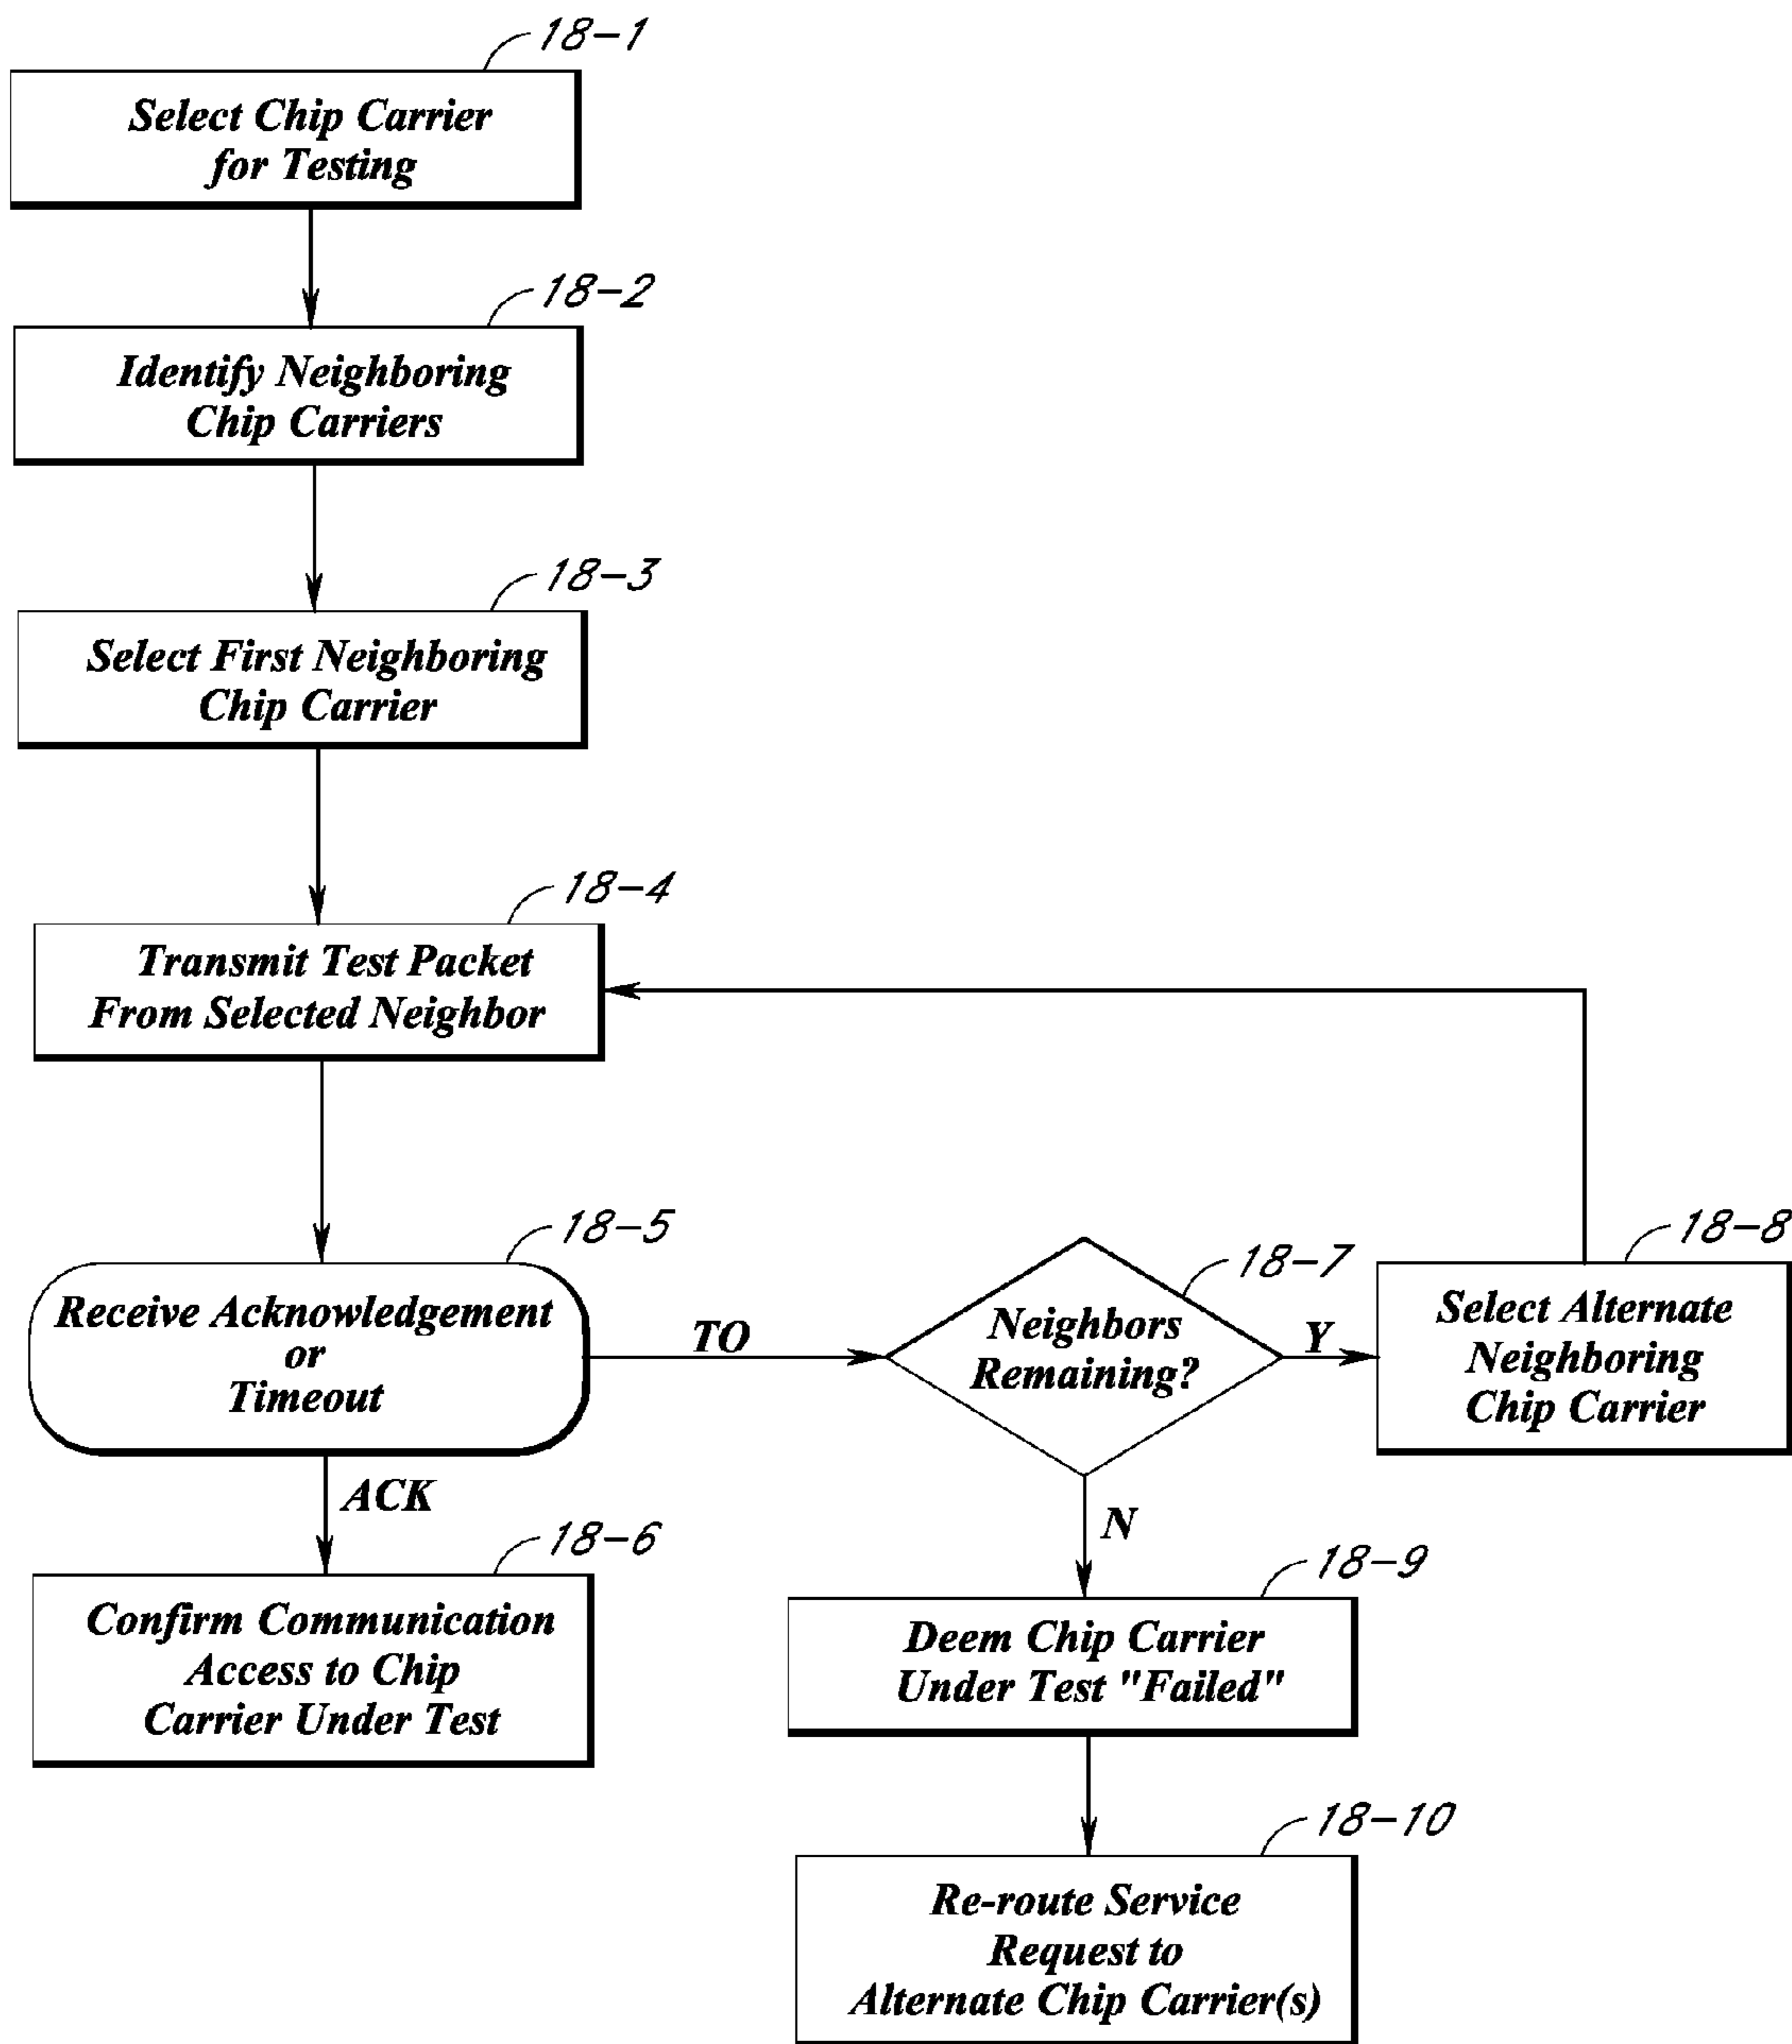 18-1
Select Chip Carrier
for Testing
18-2
Identify Neighboring
Chip Carriers
18-3
Select First Neighboring
Chip Carrier
18-4
Transmit Test Packet
From Selected Neighbor
18-5
Receive Acknowledgement
or
Timeout
TO
ACK
18-6
Confirm Communication
Access to Chip
Carrier Under Test
18-7
Neighbors
Remaining?
Y
N
18-8
Select Alternate
Neighboring
Chip Carrier
18-9
Deem Chip Carrier
Under Test "Failed"
18-10
Re-route Service
Request to
Alternate Chip Carrier(s)